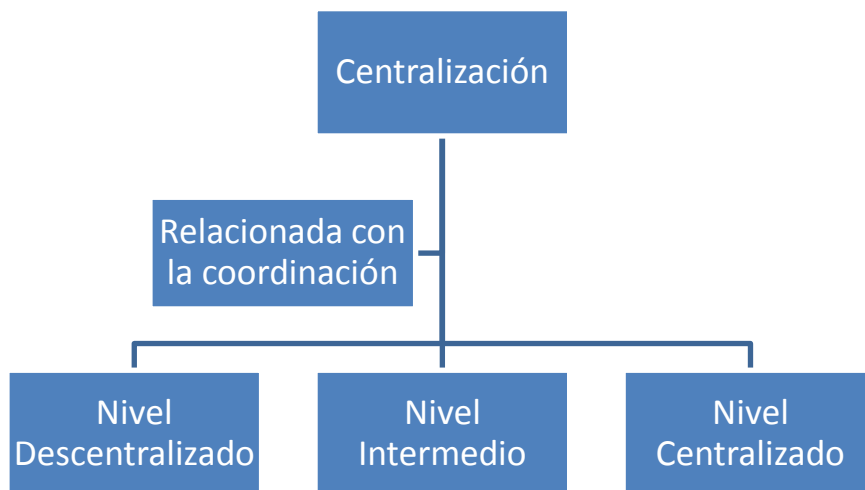 Centralización
Relacionada con
la coordinación
Nivel
Descentralizado
Nivel
Intermedio
Nivel
Centralizado